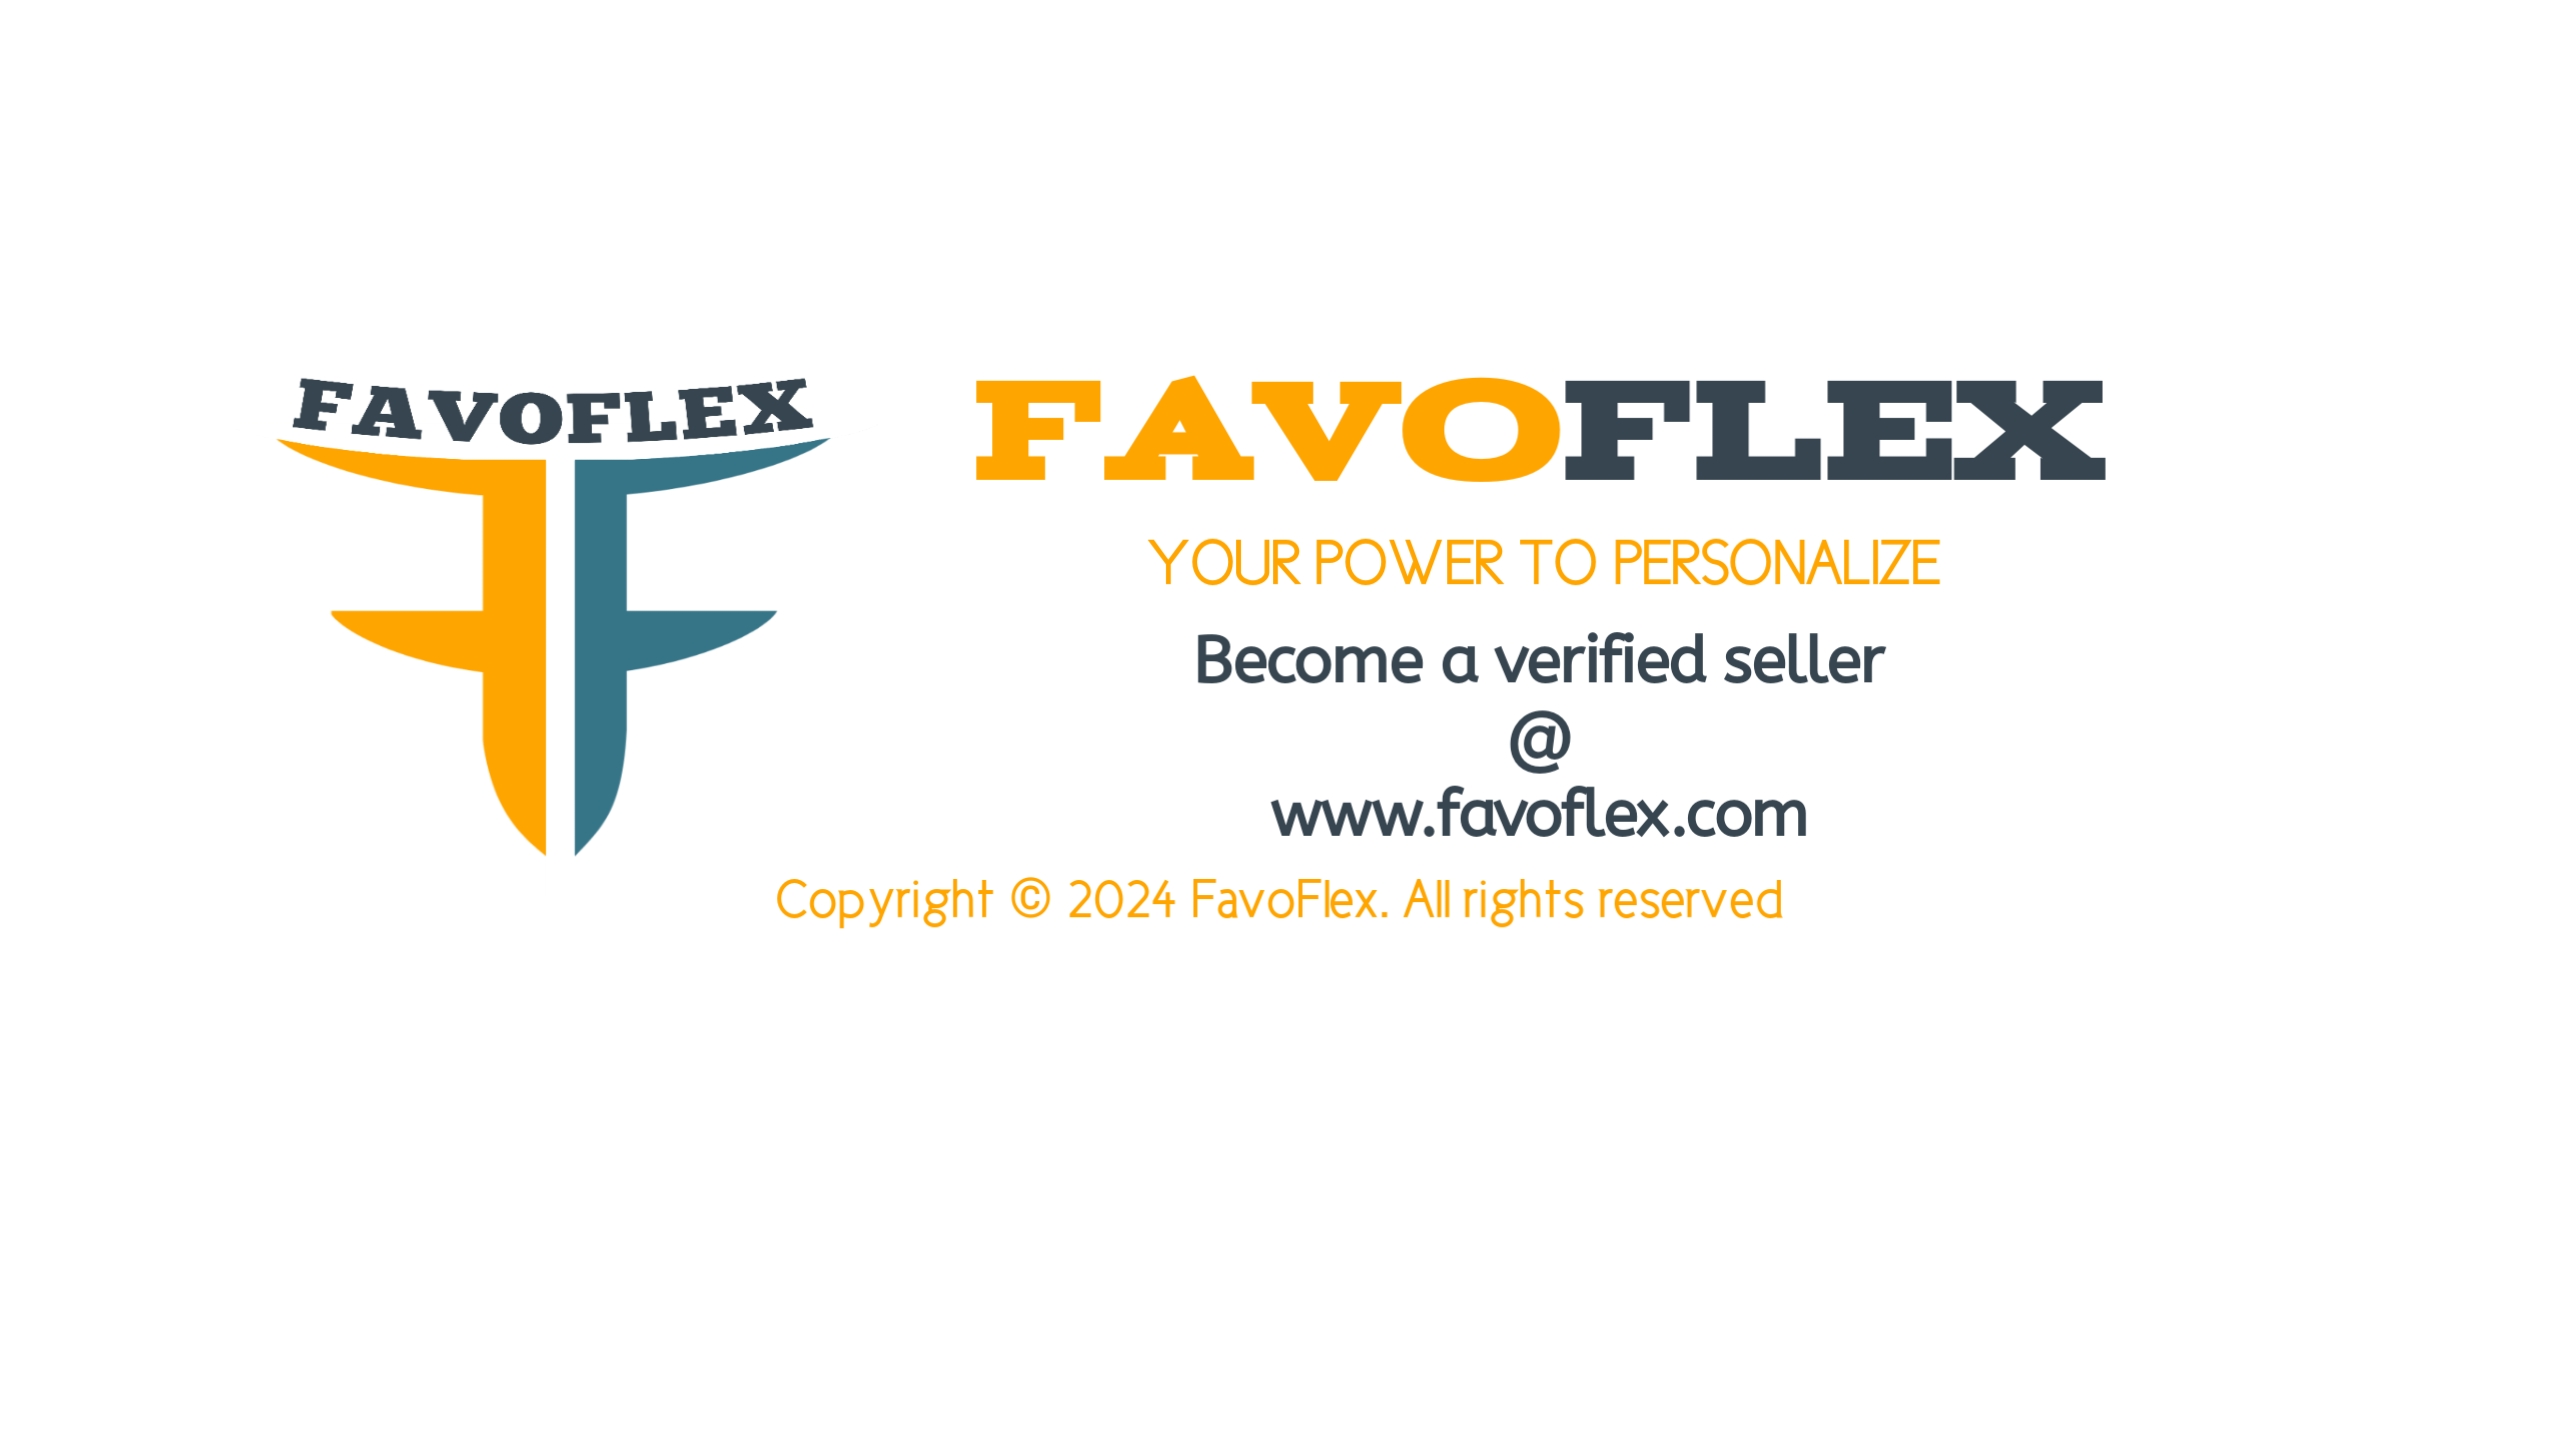 FAVOFLEX
FAVOFLEX
YOUR POWER TO PERSONALIZE
Become a verified seller
@
www.favoflex.com
Copyright © 2024 FavoFlex. All rights reserved